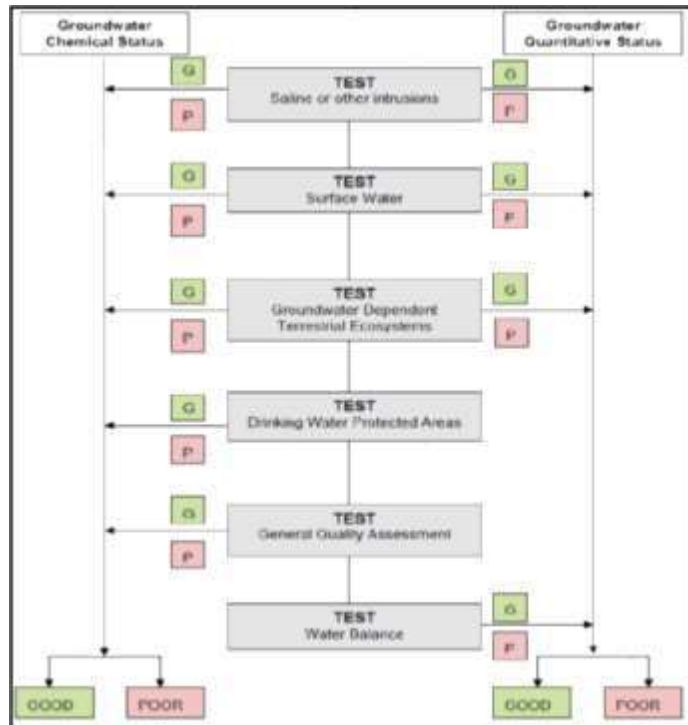 Groundwater
Chemical Status
Groundwater
Quantitative Status
G
TEST
Saline or other intrusions
G
P
P
G
TEST
Surface Water
G
P
P
G
TEST
Groundwater Dependent
Terrestrial Ecosystems
G
P
P
G
TEST
Drinking Water Protected Areas
P
G
TEST
General Quality Assessment
P
TEST
Water Balance
G
P
GOOD
POOR
GOOD
POOR